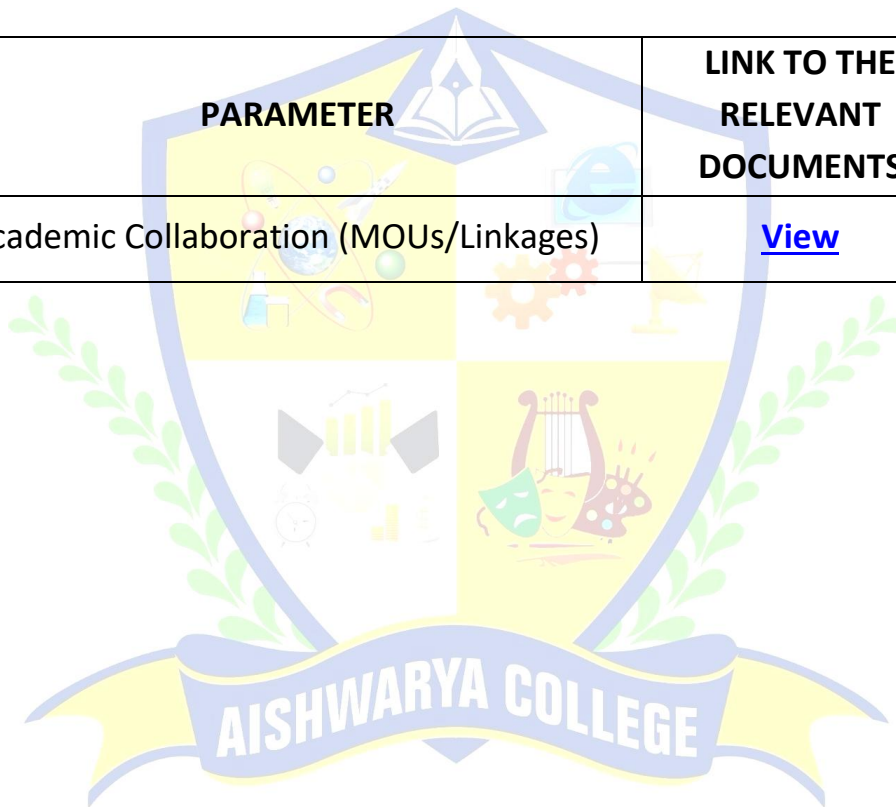 PARAMETER
LINK TO THE
RELEVANT
DOCUMENTS
cademic Collaboration (MOUs/Linkages)
View
AISHWARYA COLLEGE